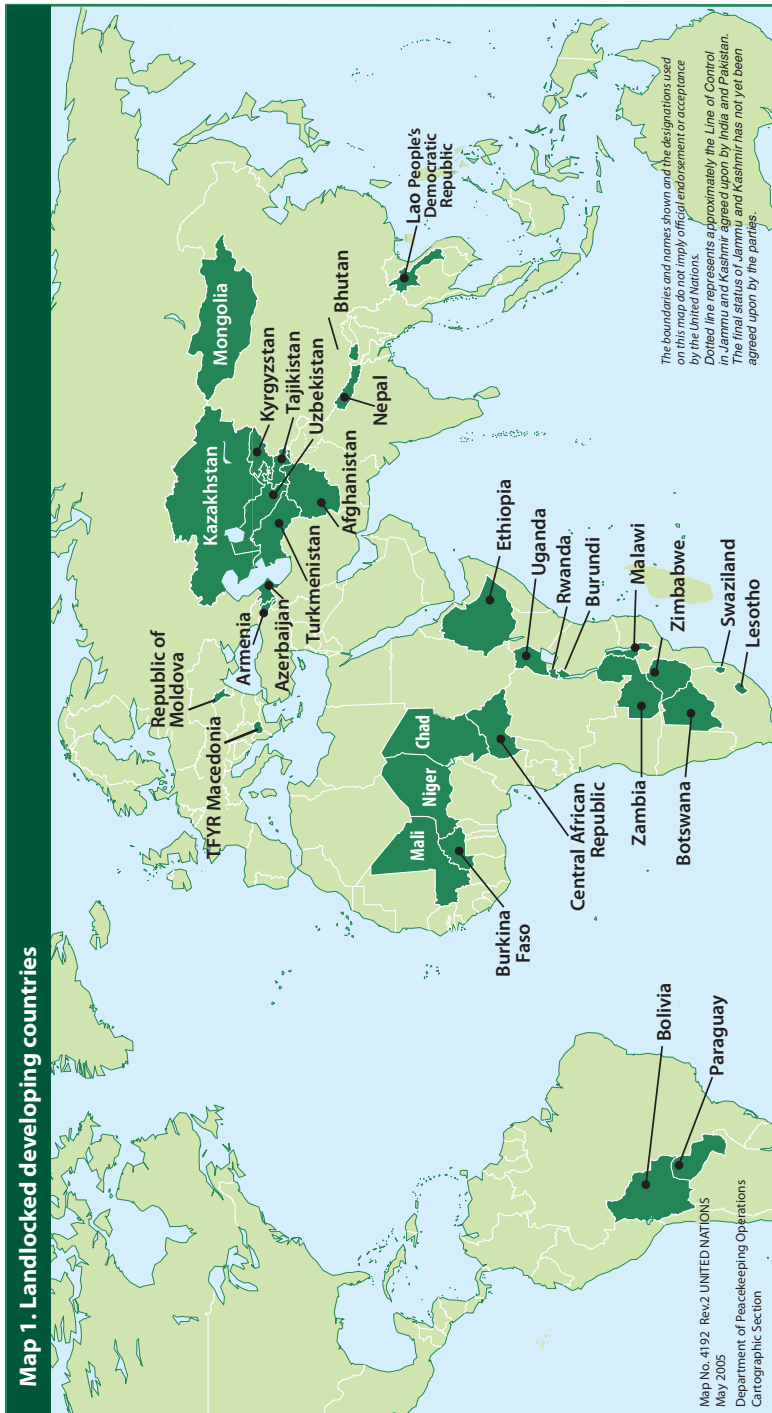 Map 1. Landlocked developing countries
Mongolia
Kazakhstan
Kyrgyzstan
Tajikistan
Uzbekistan
Bhutan
Nepal
Lao People's
Democratic
Republic
Afghanistan
Turkmenistan
Azerbaijan
Armenia
Republic of
Moldova
TFYR Macedonia
Mali
Niger
Chad
Burkina
Faso
Central African
Republic
Ethiopia
Uganda
Rwanda
Burundi
Malawi
Zimbabwe
Swaziland
Lesotho
Zambia
Botswana
Bolivia
Paraguay
Map No. 4192 Rev.2 UNITED NATIONS
May 2005
Department of Peacekeeping Operations
Cartographic Section
The boundaries and names shown and the designations used
on this map do not imply official endorsement or acceptance
by the United Nations.
Dotted line represents approximately the Line of Control
in Jammu and Kashmir agreed upon by India and Pakistan.
The final status of Jammu and Kashmir has not yet been
agreed upon by the parties.